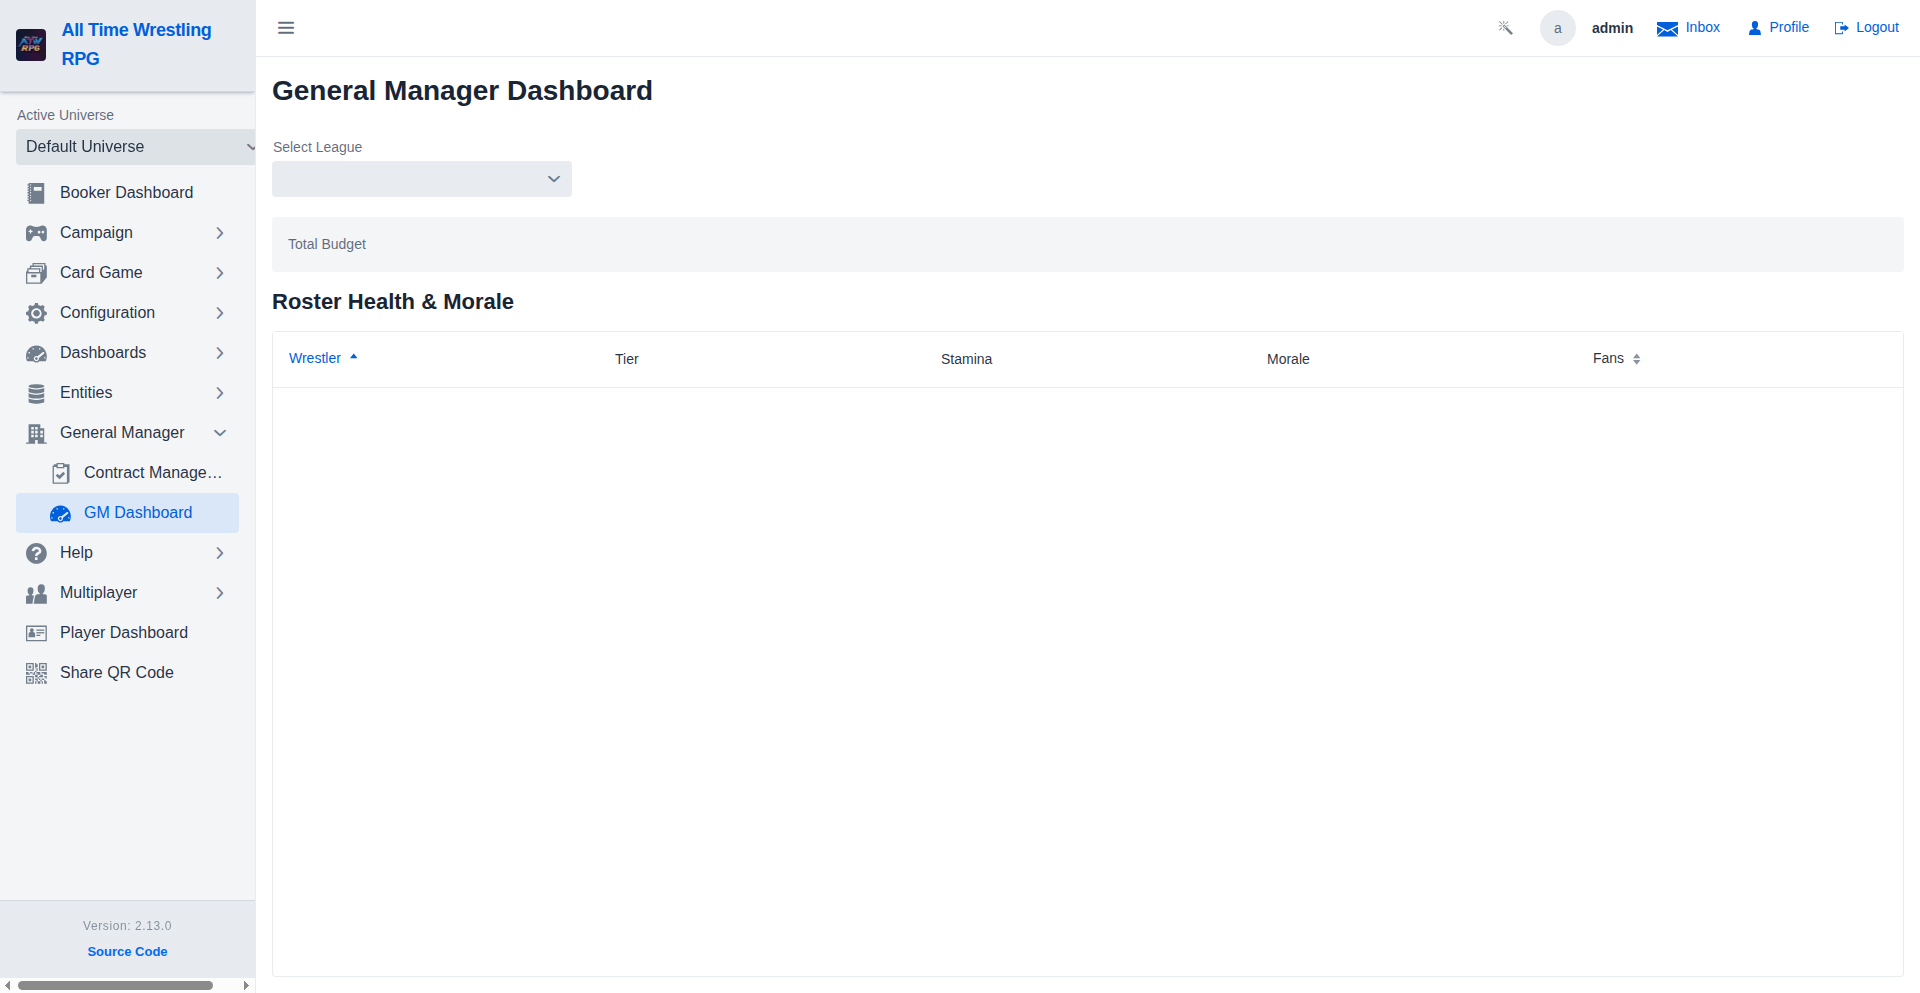 All Time Wrestling
RPG
Active Universe
Default Universe
Booker Dashboard
Campaign
Card Game
Configuration
Dashboards
Entities
General Manager
Contract Manage…
GM Dashboard
Help
Multiplayer
Player Dashboard
Share QR Code
Version: 2.13.0
Source Code
a
admin
Inbox
Profile
Logout
General Manager Dashboard
Select League
Total Budget
Roster Health & Morale
Wrestler
Tier
Stamina
Morale
Fans